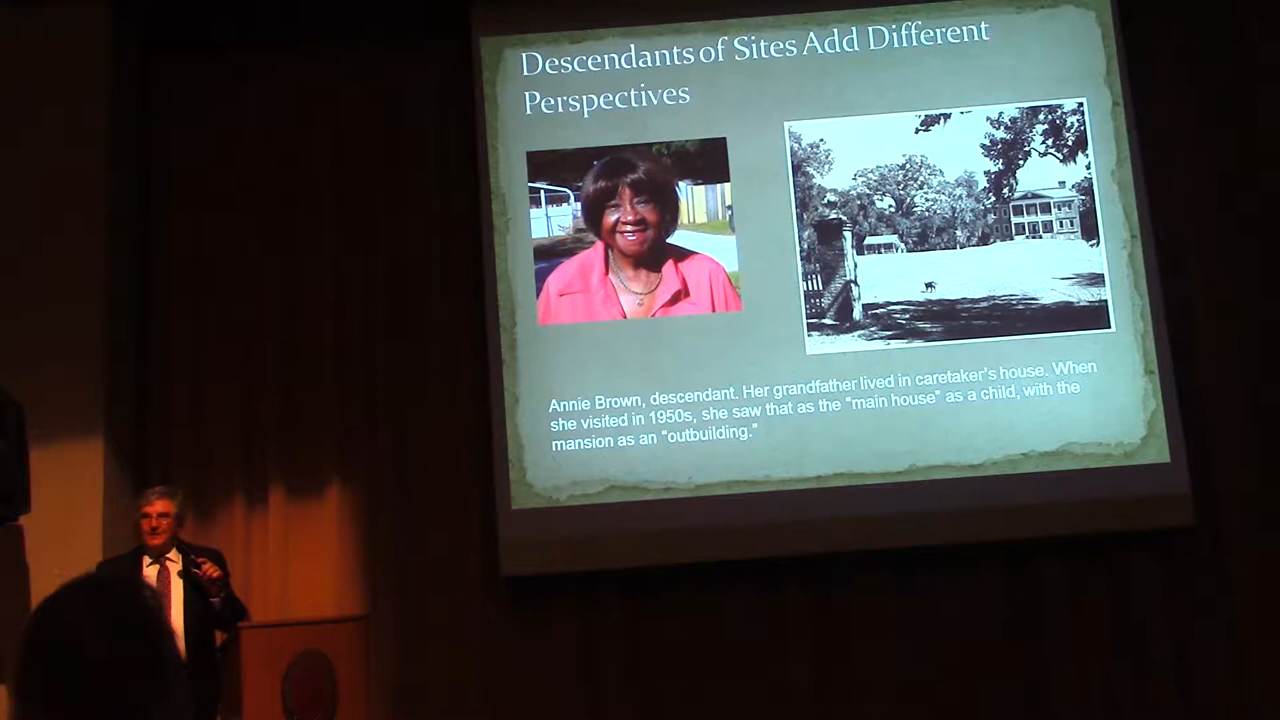 Descendants of Sites Add Different
Perspectives
Annie Brown, descendant. Her grandfather lived in caretaker's house. When
she visited in 1950s, she saw that as the “main house” as a child, with the
mansion as an “outbuilding.”